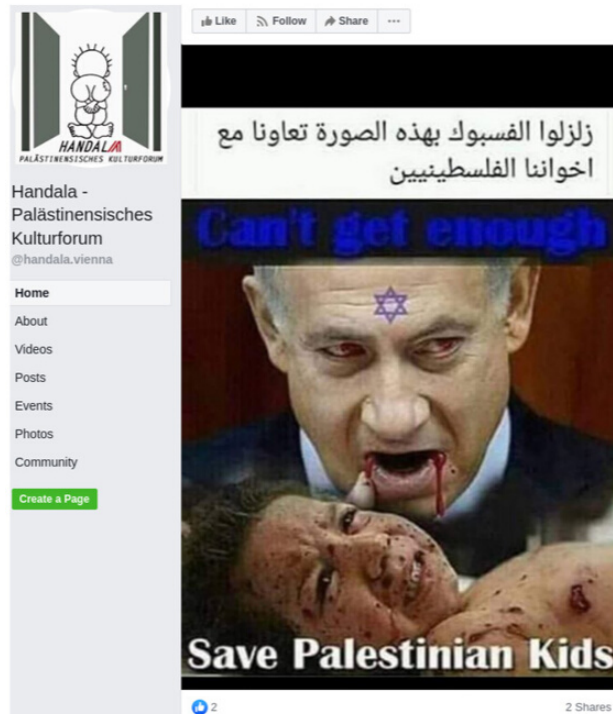 Like
Follow
Share
HANDALA
PALÄSTINENSISCHES KULTURFORUM
Handala -
Palästinensisches
Kulturforum
@handala.vienna
Home
About
Videos
Posts
Events
Photos
Community
Create a Page
زلزلوا الفسبوك بهذه الصورة تعاونا مع
اخواننا الفلسطينيين
Can't get enough
Save Palestinian Kids
2
2 Shares